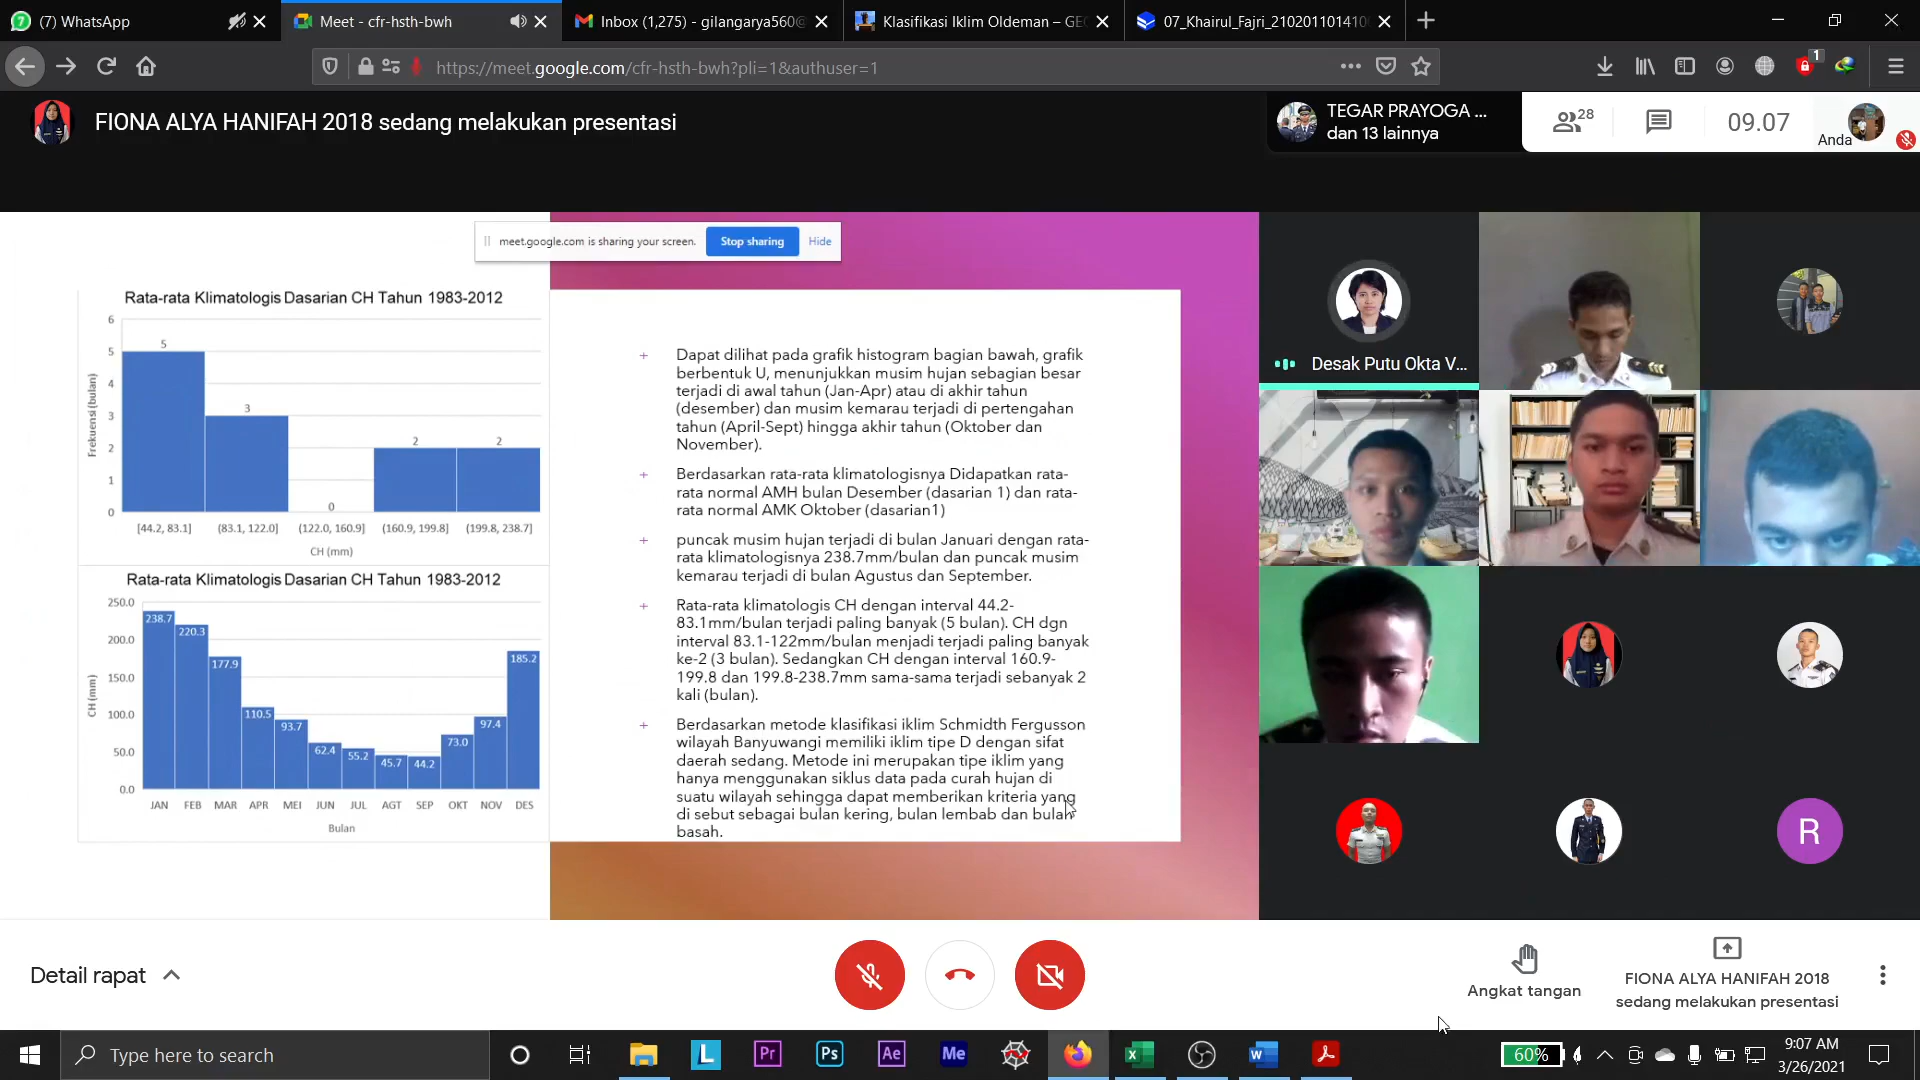 (7) WhatsApp
Meet - cfr-hsth-bwh
Inbox (1,275) - gilangarya560@
Klasifikasi Iklim Oldeman – GEO
07_Khairul_Fajri_2102011014100
https://meet.google.com/cfr-hsth-bwh?pli=1&authuser=1
1
FIONA ALYA HANIFAH 2018 sedang melakukan presentasi
TEGAR PRAYOGA ...
dan 13 lainnya
28
09.07
Anda
meet.google.com is sharing your screen.
Stop sharing
Hide
Rata-rata Klimatologis Dasarian CH Tahun 1983-2012
6
5
4
3
2
1
0
Frekuensi (bulan)
5
3
0
2
2
[44.2, 83.1]
(83.1, 122.0]
(122.0, 160.9]
(160.9, 199.8]
(199.8, 238.7]
CH (mm)
Rata-rata Klimatologis Dasarian CH Tahun 1983-2012
250.0
200.0
150.0
100.0
50.0
0.0
CH (mm)
238.7
220.3
177.9
110.5
93.7
62.4
55.2
45.7
44.2
73.0
97.4
185.2
JAN FEB MAR APR MEI JUN JUL AGT SEP OKT NOV DES
Bulan
+ Dapat dilihat pada grafik histogram bagian bawah, grafik
berbentuk U, menunjukkan musim hujan sebagian besar
terjadi di awal tahun (Jan-Apr) atau di akhir tahun
(desember) dan musim kemarau terjadi di pertengahan
tahun (April-Sept) hingga akhir tahun (Oktober dan
November).
+ Berdasarkan rata-rata klimatologisnya Didapatkan rata-
rata normal AMH bulan Desember (dasarian 1) dan rata-
rata normal AMK Oktober (dasarian1)
+ puncak musim hujan terjadi di bulan Januari dengan rata-
rata klimatologisnya 238.7mm/bulan dan puncak musim
kemarau terjadi di bulan Agustus dan September.
+ Rata-rata klimatologis CH dengan interval 44.2-
83.1mm/bulan terjadi paling banyak (5 bulan). CH dgn
interval 83.1-122mm/bulan menjadi terjadi paling banyak
ke-2 (3 bulan). Sedangkan CH dengan interval 160.9-
199.8 dan 199.8-238.7mm sama-sama terjadi sebanyak 2
kali (bulan).
+ Berdasarkan metode klasifikasi iklim Schmidth Fergusson
wilayah Banyuwangi memiliki iklim tipe D dengan sifat
daerah sedang. Metode ini merupakan tipe iklim yang
hanya menggunakan siklus data pada curah hujan di
suatu wilayah sehingga dapat memberikan kriteria yang
di sebut sebagai bulan kering, bulan lembab dan bulan
basah.
Desak Putu Okta V...
R
Detail rapat
Angkat tangan
FIONA ALYA HANIFAH 2018
sedang melakukan presentasi
Type here to search
L
Pr
Ps
Ae
Me
60%
9:07 AM
3/26/2021